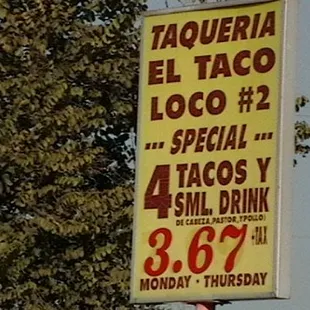 TAQUERIA
EL TACO
LOCO #2
--- SPECIAL ---
4 TACOS Y
SML. DRINK
DE CABEZA, PASTOR, Y POLLO)
3.67 +TAX
MONDAY · THURSDAY